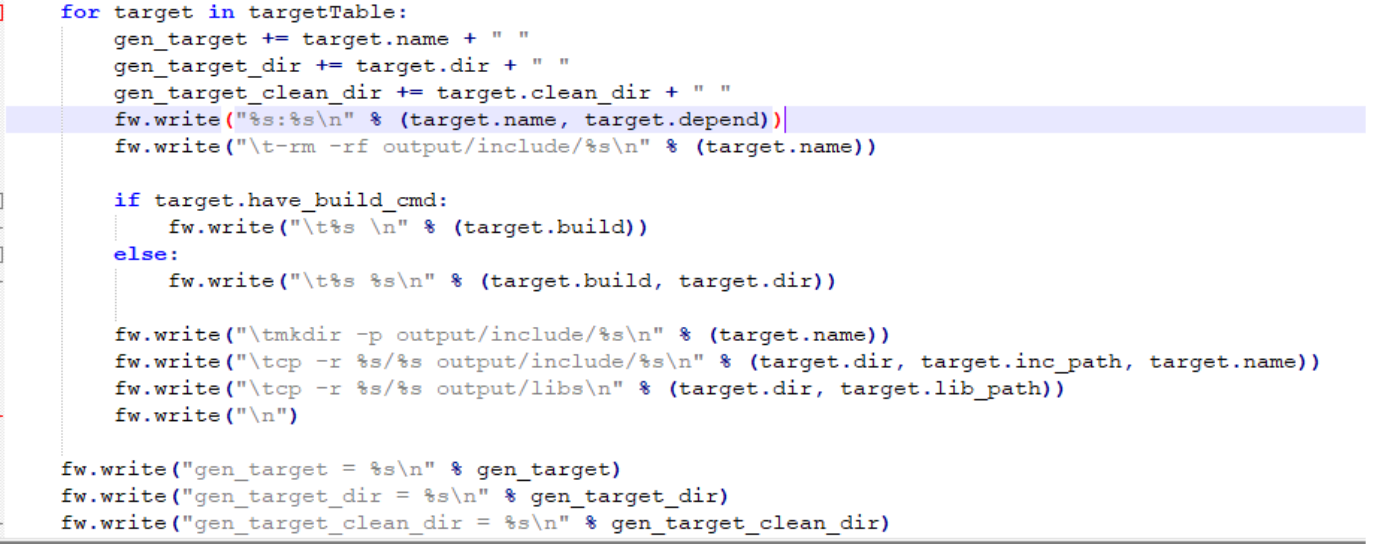 for target in targetTable:
    gen_target += target.name + " "
    gen_target_dir += target.dir + " "
    gen_target_clean_dir += target.clean_dir + " "
    fw.write("%s:%s\n" % (target.name, target.depend))
    fw.write("\t-rm -rf output/include/%s\n" % (target.name))

    if target.have_build_cmd:
        fw.write("\t%s \n" % (target.build))
    else:
        fw.write("\t%s %s\n" % (target.build, target.dir))

    fw.write("\tmkdir -p output/include/%s\n" % (target.name))
    fw.write("\tcp -r %s/%s output/include/%s\n" % (target.dir, target.inc_path, target.name))
    fw.write("\tcp -r %s/%s output/libs\n" % (target.dir, target.lib_path))
    fw.write("\n")

fw.write("gen_target = %s\n" % gen_target)
fw.write("gen_target_dir = %s\n" % gen_target_dir)
fw.write("gen_target_clean_dir = %s\n" % gen_target_clean_dir)